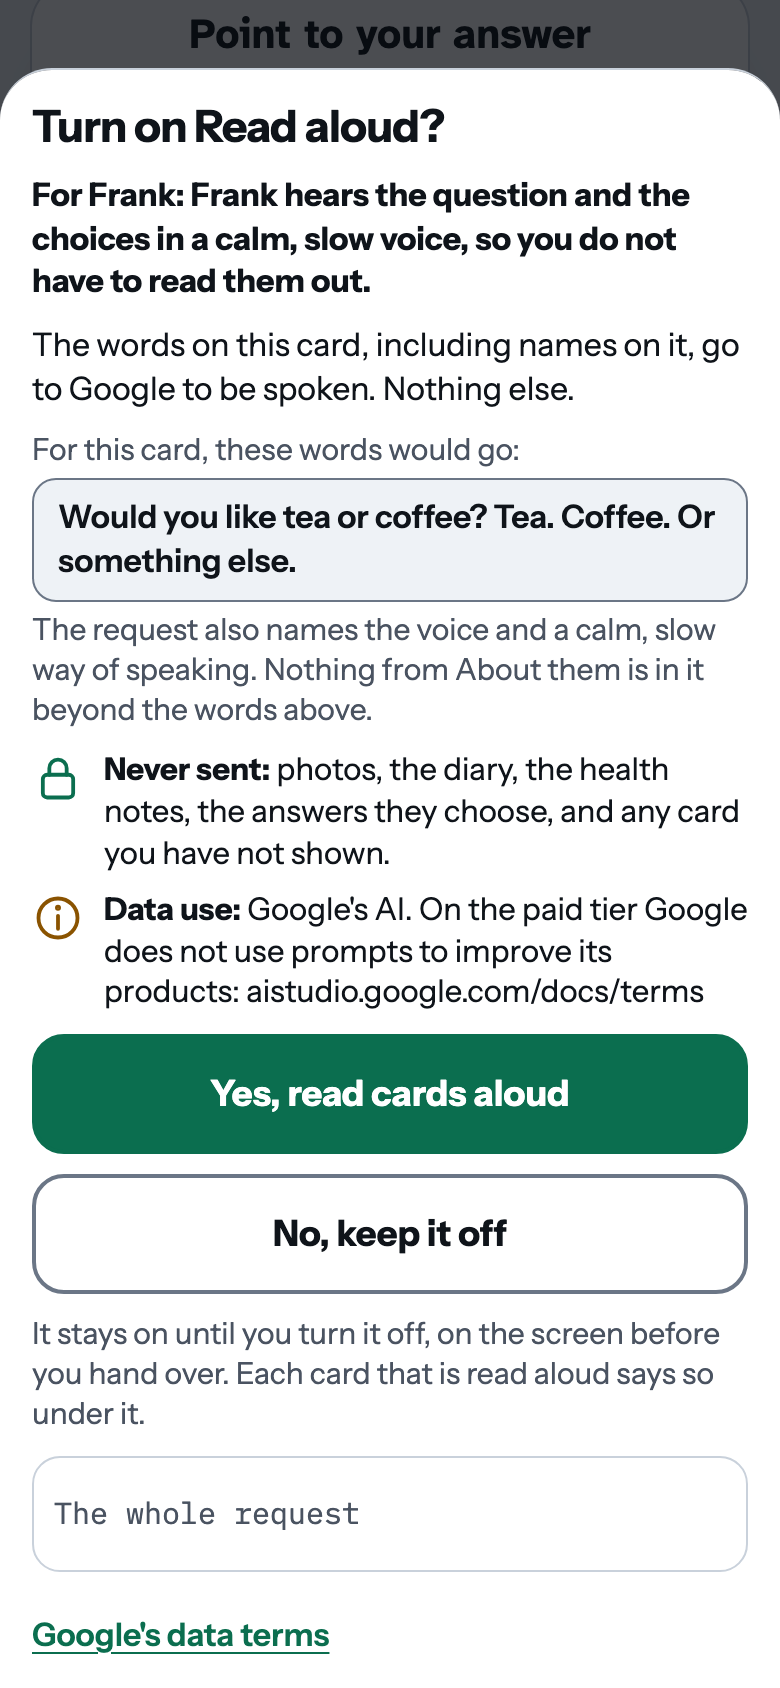 Point to your answer
Turn on Read aloud?
For Frank: Frank hears the question and the
choices in a calm, slow voice, so you do not
have to read them out.
The words on this card, including names on it, go
to Google to be spoken. Nothing else.
For this card, these words would go:
Would you like tea or coffee? Tea. Coffee. Or
something else.
The request also names the voice and a calm, slow
way of speaking. Nothing from About them is in it
beyond the words above.
Never sent: photos, the diary, the health
notes, the answers they choose, and any card
you have not shown.
Data use: Google's AI. On the paid tier Google
does not use prompts to improve its
products: aistudio.google.com/docs/terms
Yes, read cards aloud
No, keep it off
It stays on until you turn it off, on the screen before
you hand over. Each card that is read aloud says so
under it.
The whole request
Google's data terms